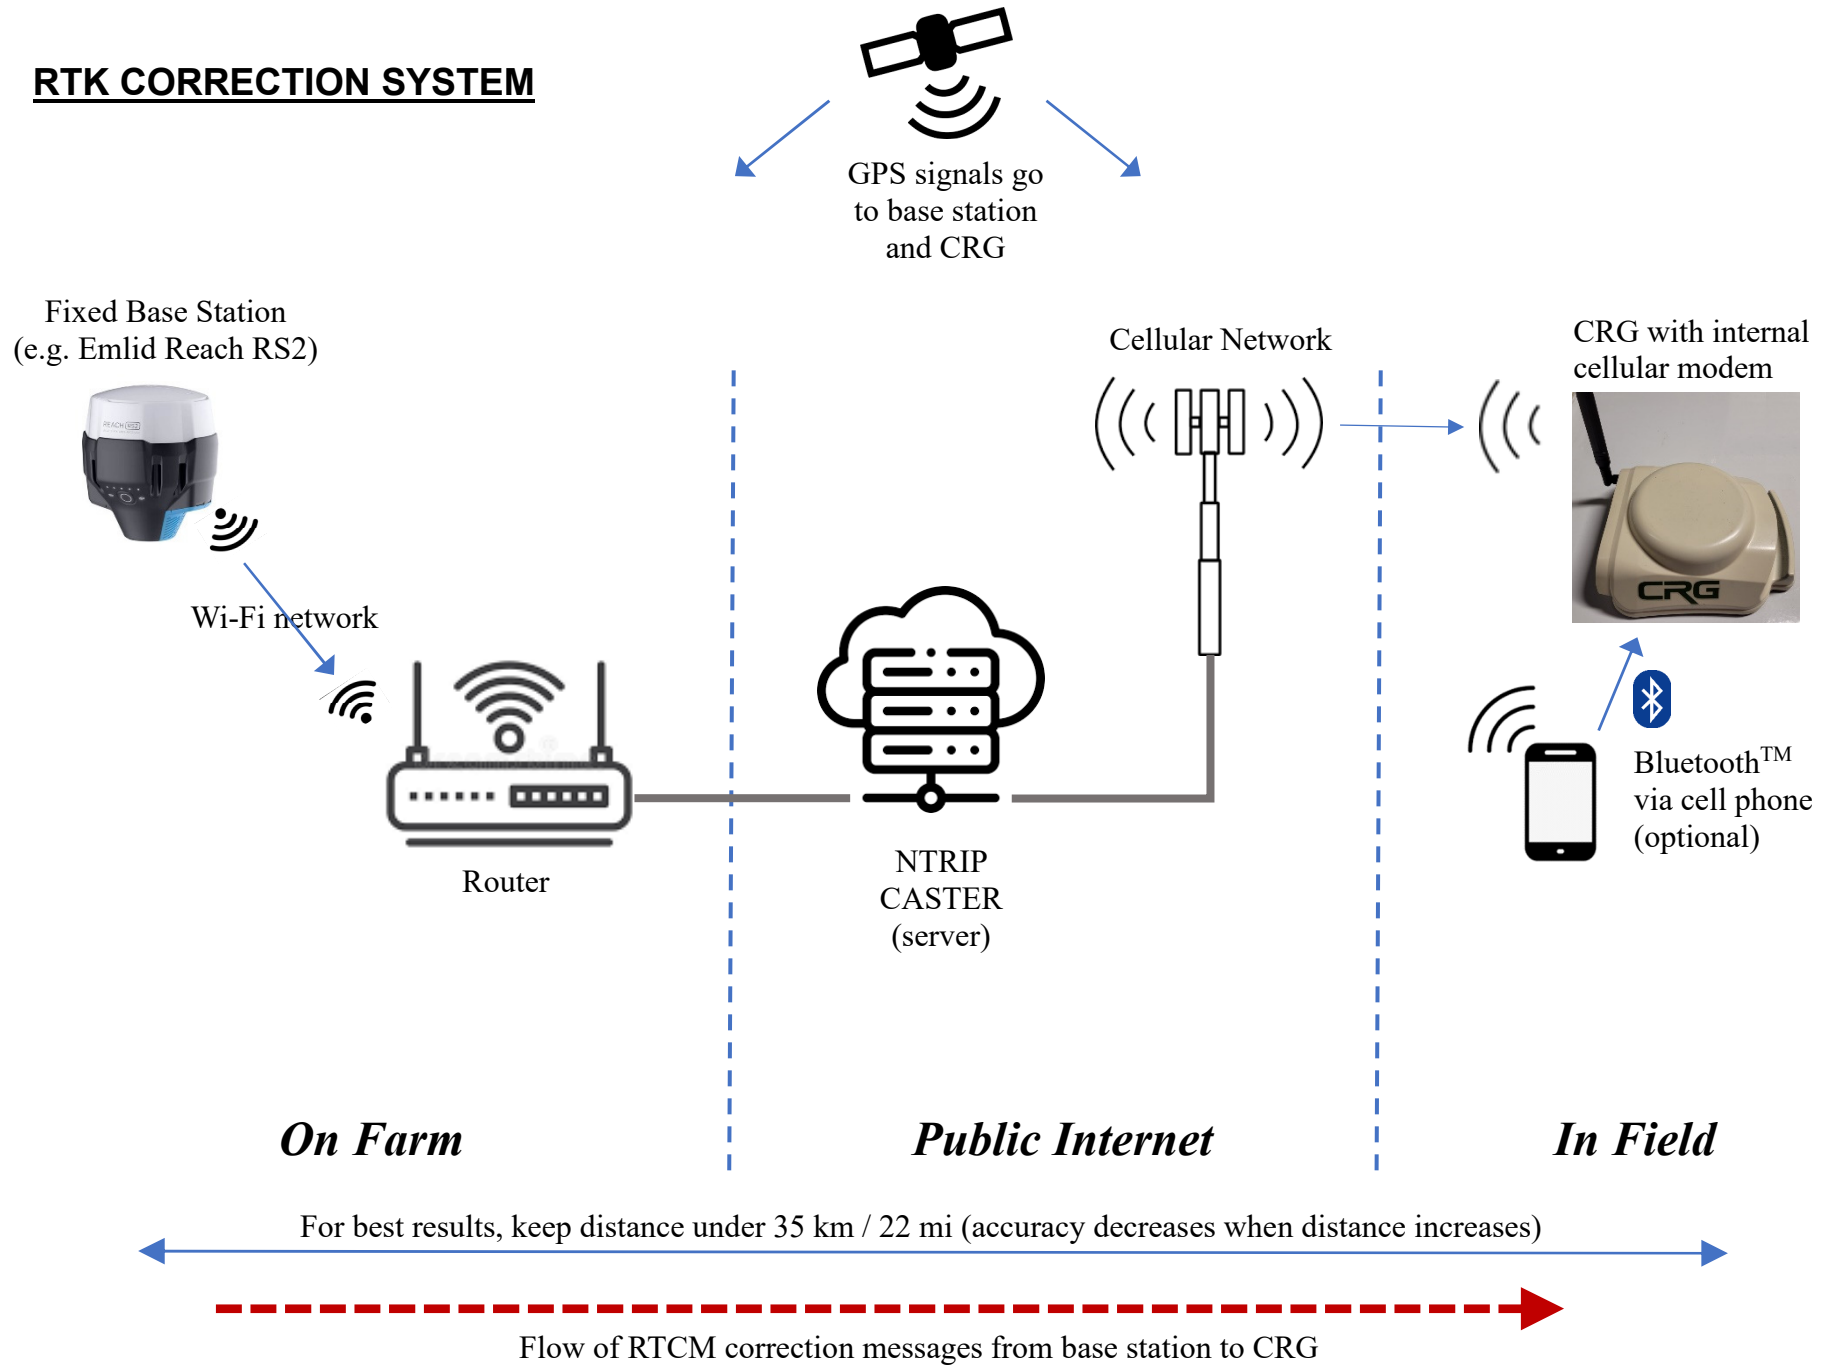 RTK CORRECTION SYSTEM
GPS signals go
to base station
and CRG
Fixed Base Station
(e.g. Emlid Reach RS2)
REACH RS2
Wi-Fi network
Router
NTRIP
CASTER
(server)
Cellular Network
CRG with internal
cellular modem
CRG
Bluetooth™
via cell phone
(optional)
On Farm
Public Internet
In Field
For best results, keep distance under 35 km / 22 mi (accuracy decreases when distance increases)
Flow of RTCM correction messages from base station to CRG